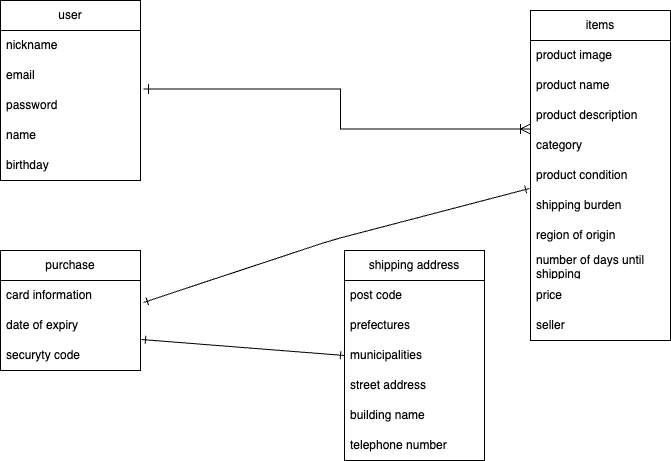 user
nickname
email
password
name
birthday
items
product image
product name
product description
category
product condition
shipping burden
region of origin
number of days until
shipping
price
seller
purchase
card information
date of expiry
securyty code
shipping address
post code
prefectures
municipalities
street address
building name
telephone number